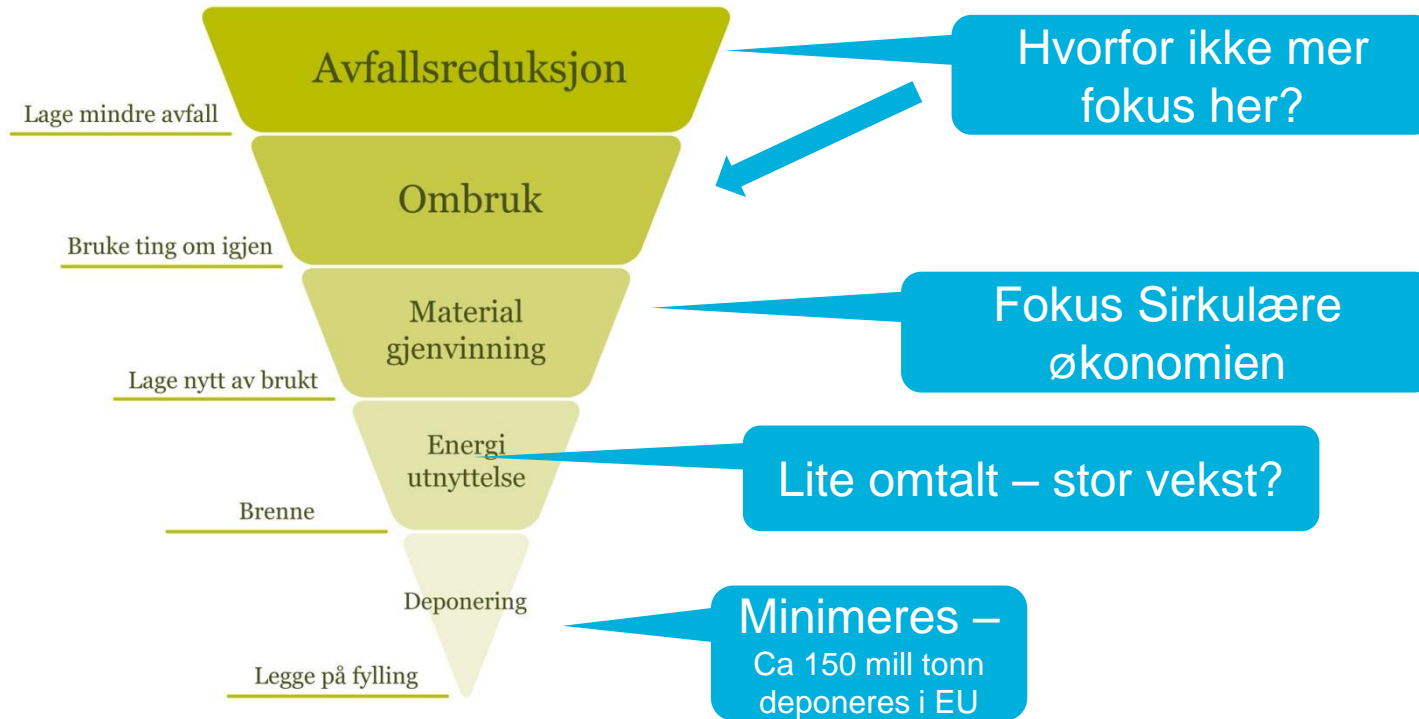 Avfallsreduksjon
Hvorfor ikke mer
fokus her?
Lage mindre avfall
Ombruk
Bruke ting om igjen
Material
gjenvinning
Fokus Sirkulære
økonomien
Lage nytt av brukt
Energi
utnyttelse
Lite omtalt – stor vekst?
Brenne
Deponering
Minimeres –
Ca 150 mill tonn
deponeres i EU
Legge på fylling